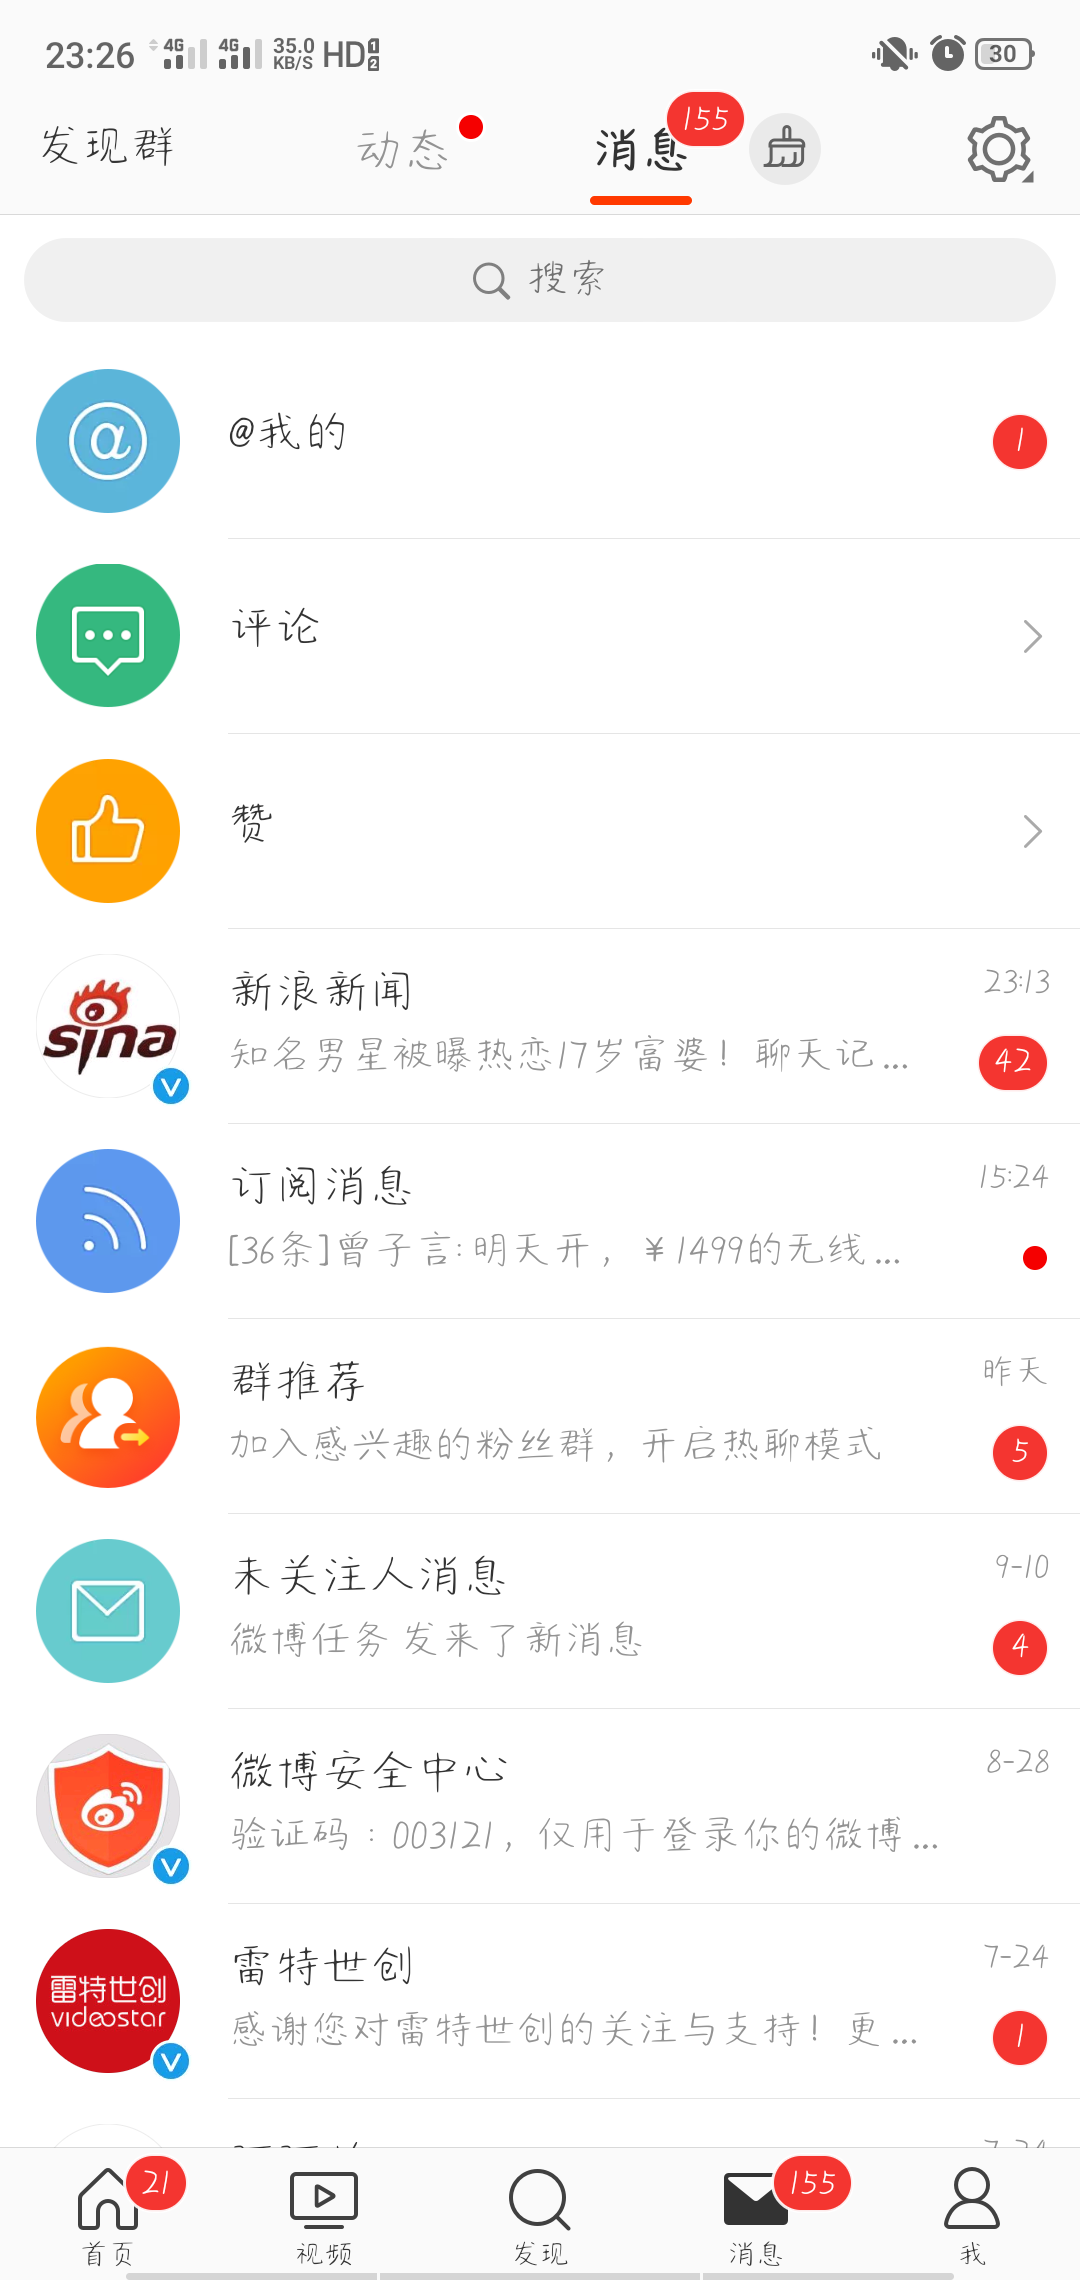 23:26 4G 4G 35.0 KB/S HD 1 2 30
发现群 动态 消息 155
搜索
@我的 1
评论
赞
sina
新浪新闻 23:13
知名男星被曝热恋17岁富婆！聊天记... 42
订阅消息 15:24
[36条]曾子言:明天开，￥1499的无线...
群推荐 昨天
加入感兴趣的粉丝群，开启热聊模式 5
未关注人消息 9-10
微博任务 发来了新消息 4
微博安全中心 8-28
验证码：003121，仅用于登录你的微博...
雷特世创
videostar
雷特世创 7-24
感谢您对雷特世创的关注与支持！更... 1
21 155
首页 视频 发现 消息 我